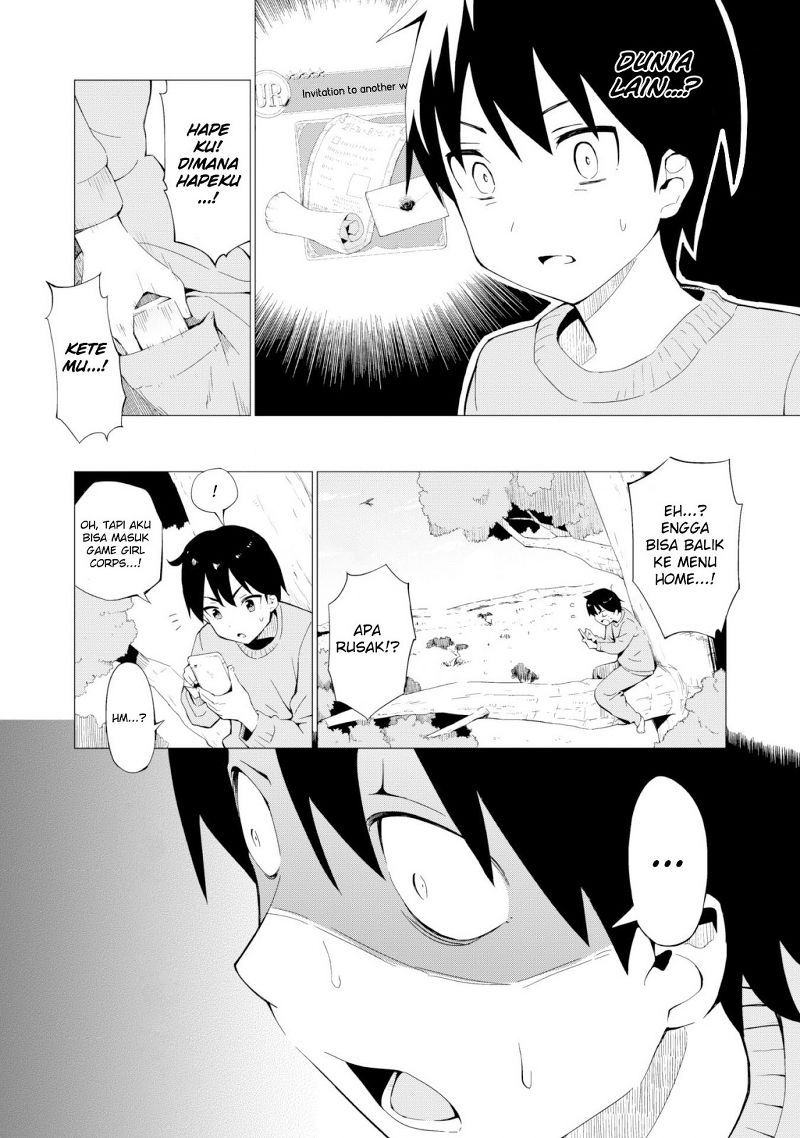 DUNIA
LAIN...?
UR
Invitation to another w
HAPE
KU!
DIMANA
HAPEKU
...!
KETE
MU...!
EH...?
ENGGA
BISA BALIK
KE MENU
HOME...!
APA
RUSAK!?
!
OH, TAPI AKU
BISA MASUK
GAME GIRL
CORPS...!
HM...?
...